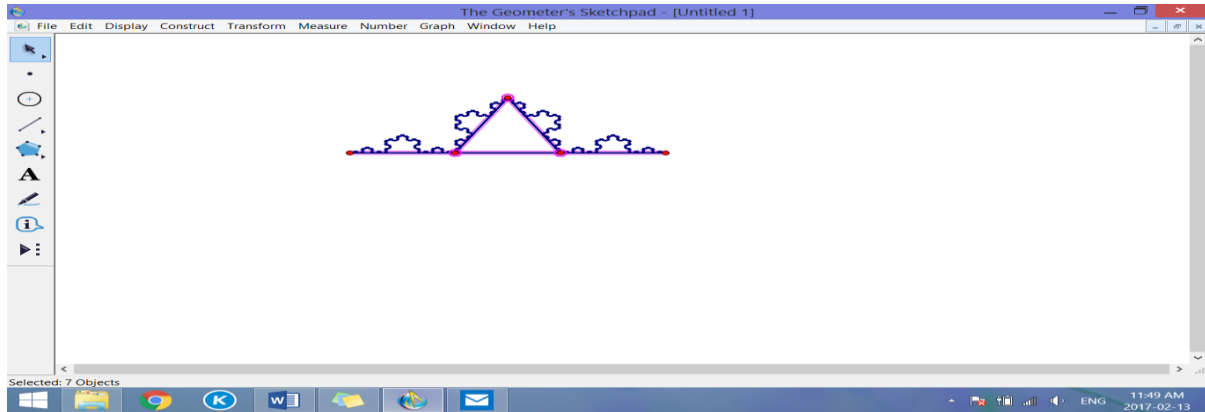 The Geometer's Sketchpad - [Untitled 1]
File Edit Display Construct Transform Measure Number Graph Window Help
A
Selected: 7 Objects
K
W
ENG
11:49 AM
2017-02-13